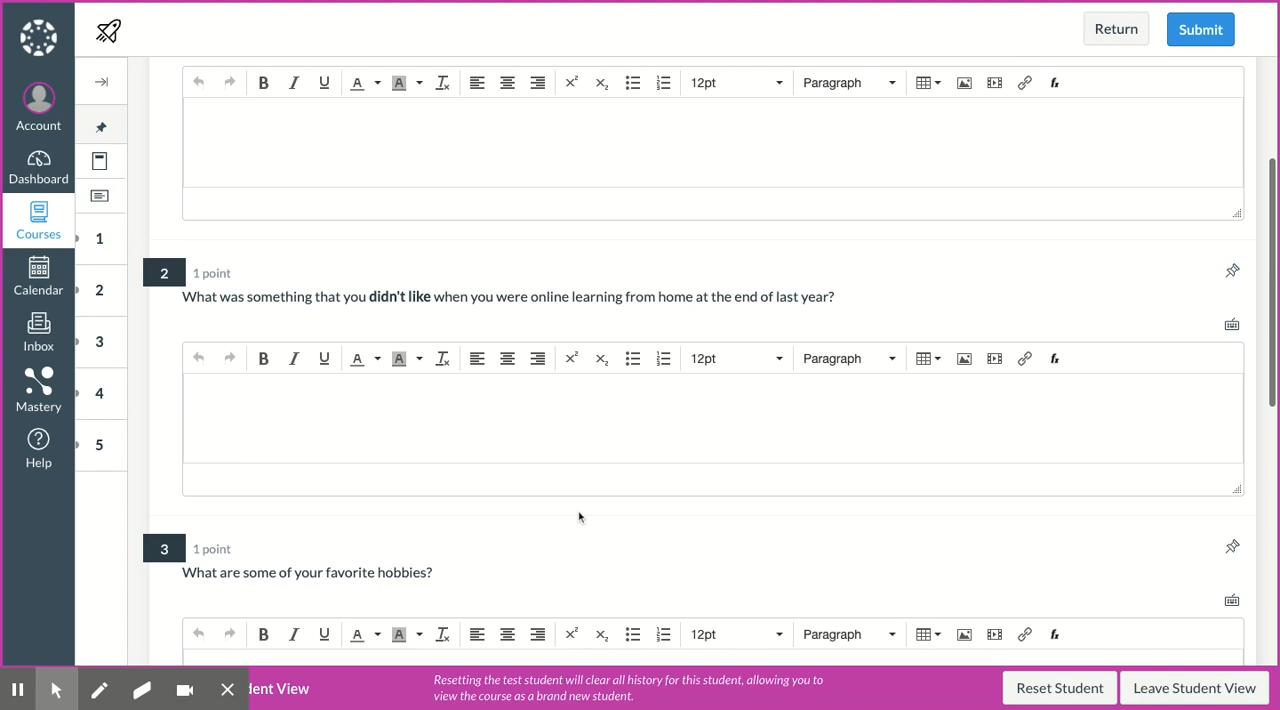 Return
Submit
Account
Dashboard
Courses
Calendar
Inbox
Mastery
Help
1
2
3
4
5
B I U A A 12pt Paragraph
2 1 point
What was something that you didn't like when you were online learning from home at the end of last year?
B I U A A 12pt Paragraph
3 1 point
What are some of your favorite hobbies?
B I U A A 12pt Paragraph
dent View
Resetting the test student will clear all history for this student, allowing you to
view the course as a brand new student.
Reset Student
Leave Student View